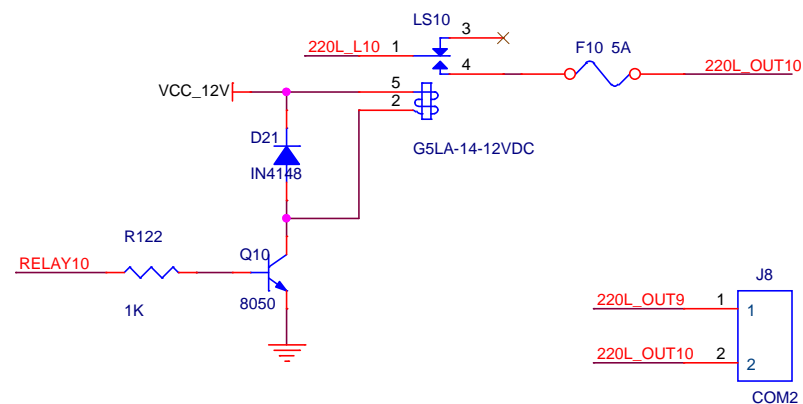 LS10
3
220L_L10 1
4
F10 5A
220L_OUT10
VCC_12V
5
2
D21
IN4148
G5LA-14-12VDC
R122
RELAY10
1K
Q10
8050
J8
220L_OUT9 1 1
220L_OUT10 2 2
COM2